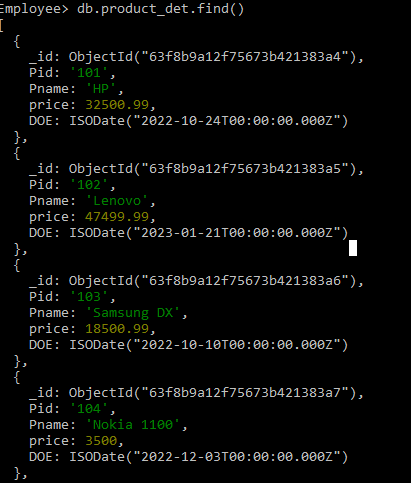 Employee> db.product_det.find()
[
  {
    _id: ObjectId("63f8b9a12f75673b421383a4"),
    Pid: '101',
    Pname: 'HP',
    price: 32500.99,
    DOE: ISODate("2022-10-24T00:00:00.000Z")
  },
  {
    _id: ObjectId("63f8b9a12f75673b421383a5"),
    Pid: '102',
    Pname: 'Lenovo',
    price: 47499.99,
    DOE: ISODate("2023-01-21T00:00:00.000Z")
  },
  {
    _id: ObjectId("63f8b9a12f75673b421383a6"),
    Pid: '103',
    Pname: 'Samsung DX',
    price: 18500.99,
    DOE: ISODate("2022-10-10T00:00:00.000Z")
  },
  {
    _id: ObjectId("63f8b9a12f75673b421383a7"),
    Pid: '104',
    Pname: 'Nokia 1100',
    price: 3500,
    DOE: ISODate("2022-12-03T00:00:00.000Z")
  },